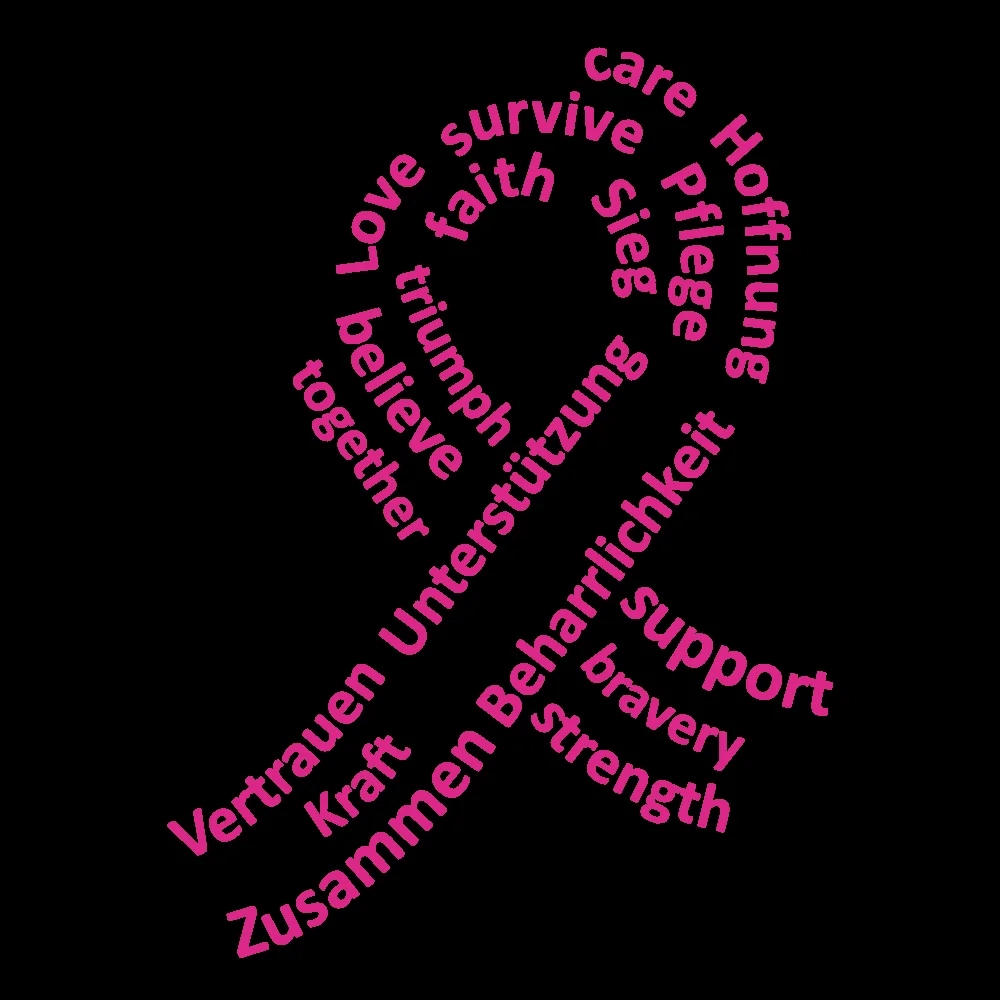 care
Hoffnung
survive
Love
faith
Sieg
Pflege
triumph
believe
together
Unterstützung
Vertrauen
Beharrlichkeit
Zusammen
Kraft
support
bravery
strength